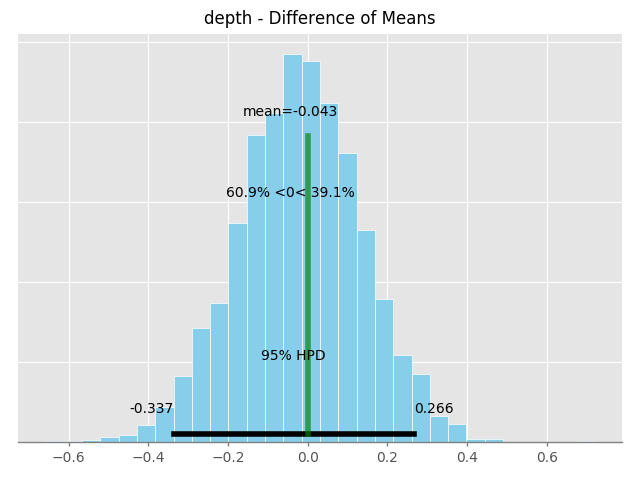 depth - Difference of Means
mean=-0.043
60.9% <0< 39.1%
95% HPD
-0.337 0.266
−0.6 −0.4 −0.2 0.0 0.2 0.4 0.6